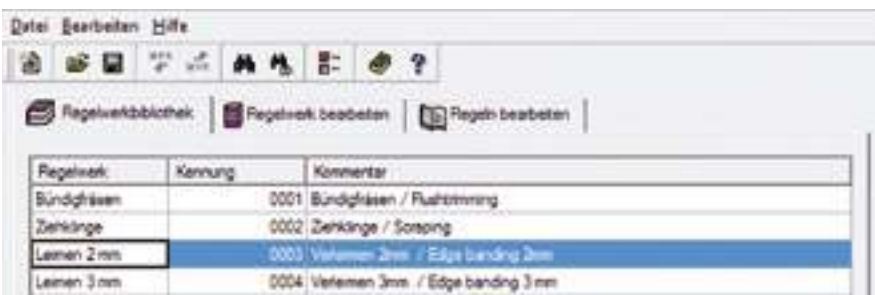 Datei Bearbeiten Hilfe
Regelwerkbibliothek Regelwerk bearbeiten Regeln bearbeiten
Regelwerk Kennung Kommentar
Bündigfräsen 0001 Bündigfräsen / Flushtrimming
Ziehklinge 0002 Ziehklinge / Scraping
Leimen 2 mm 0003 Verleimen 2mm / Edge banding 2mm
Leimen 3 mm 0004 Verleimen 3mm / Edge banding 3 mm